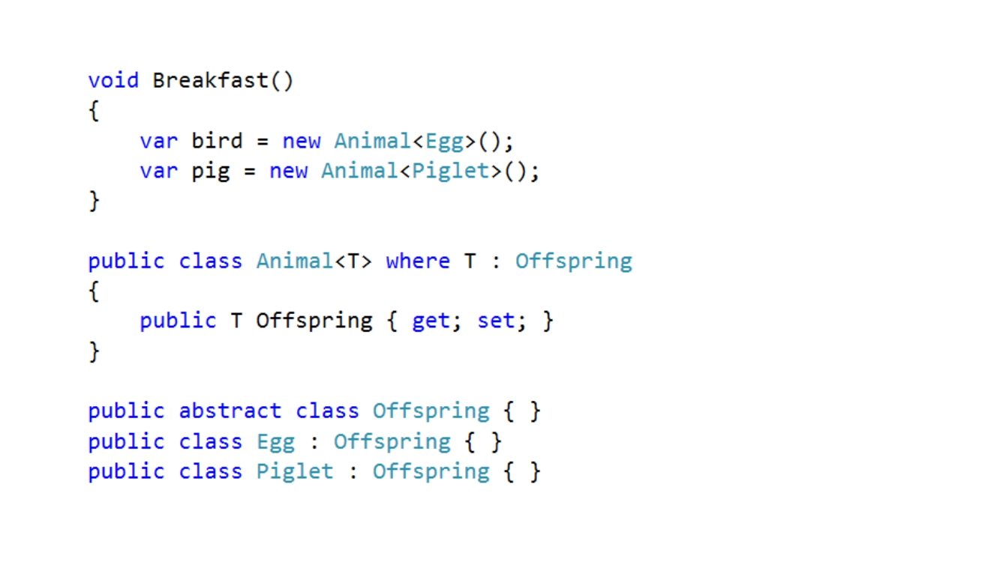 void Breakfast()
{
    var bird = new Animal<Egg>();
    var pig = new Animal<Piglet>();
}

public class Animal<T> where T : Offspring
{
    public T Offspring { get; set; }
}

public abstract class Offspring { }
public class Egg : Offspring { }
public class Piglet : Offspring { }